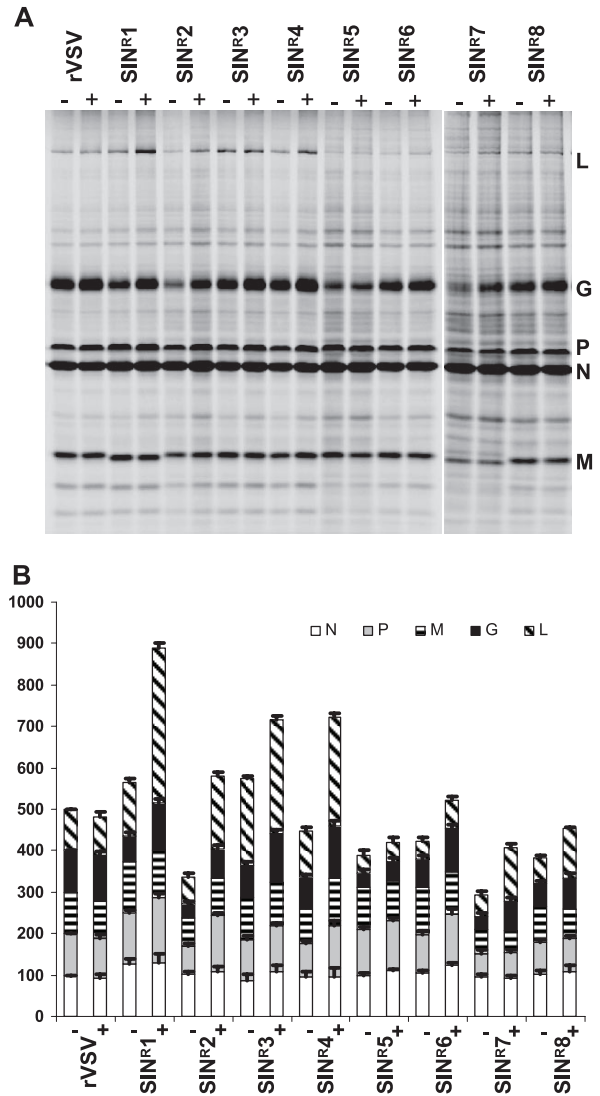 A
rVSV SINR1 SINR2 SINR3 SINR4 SINR5 SINR6 SINR7 SINR8
- + - + - + - + - + - + - + - + - +
L
G
P
N
M
B
1000
900
800
700
600
500
400
300
200
100
0
N P M G L
- + - + - + - + - + - + - + - + - +
rVSV SINR1 SINR2 SINR3 SINR4 SINR5 SINR6 SINR7 SINR8